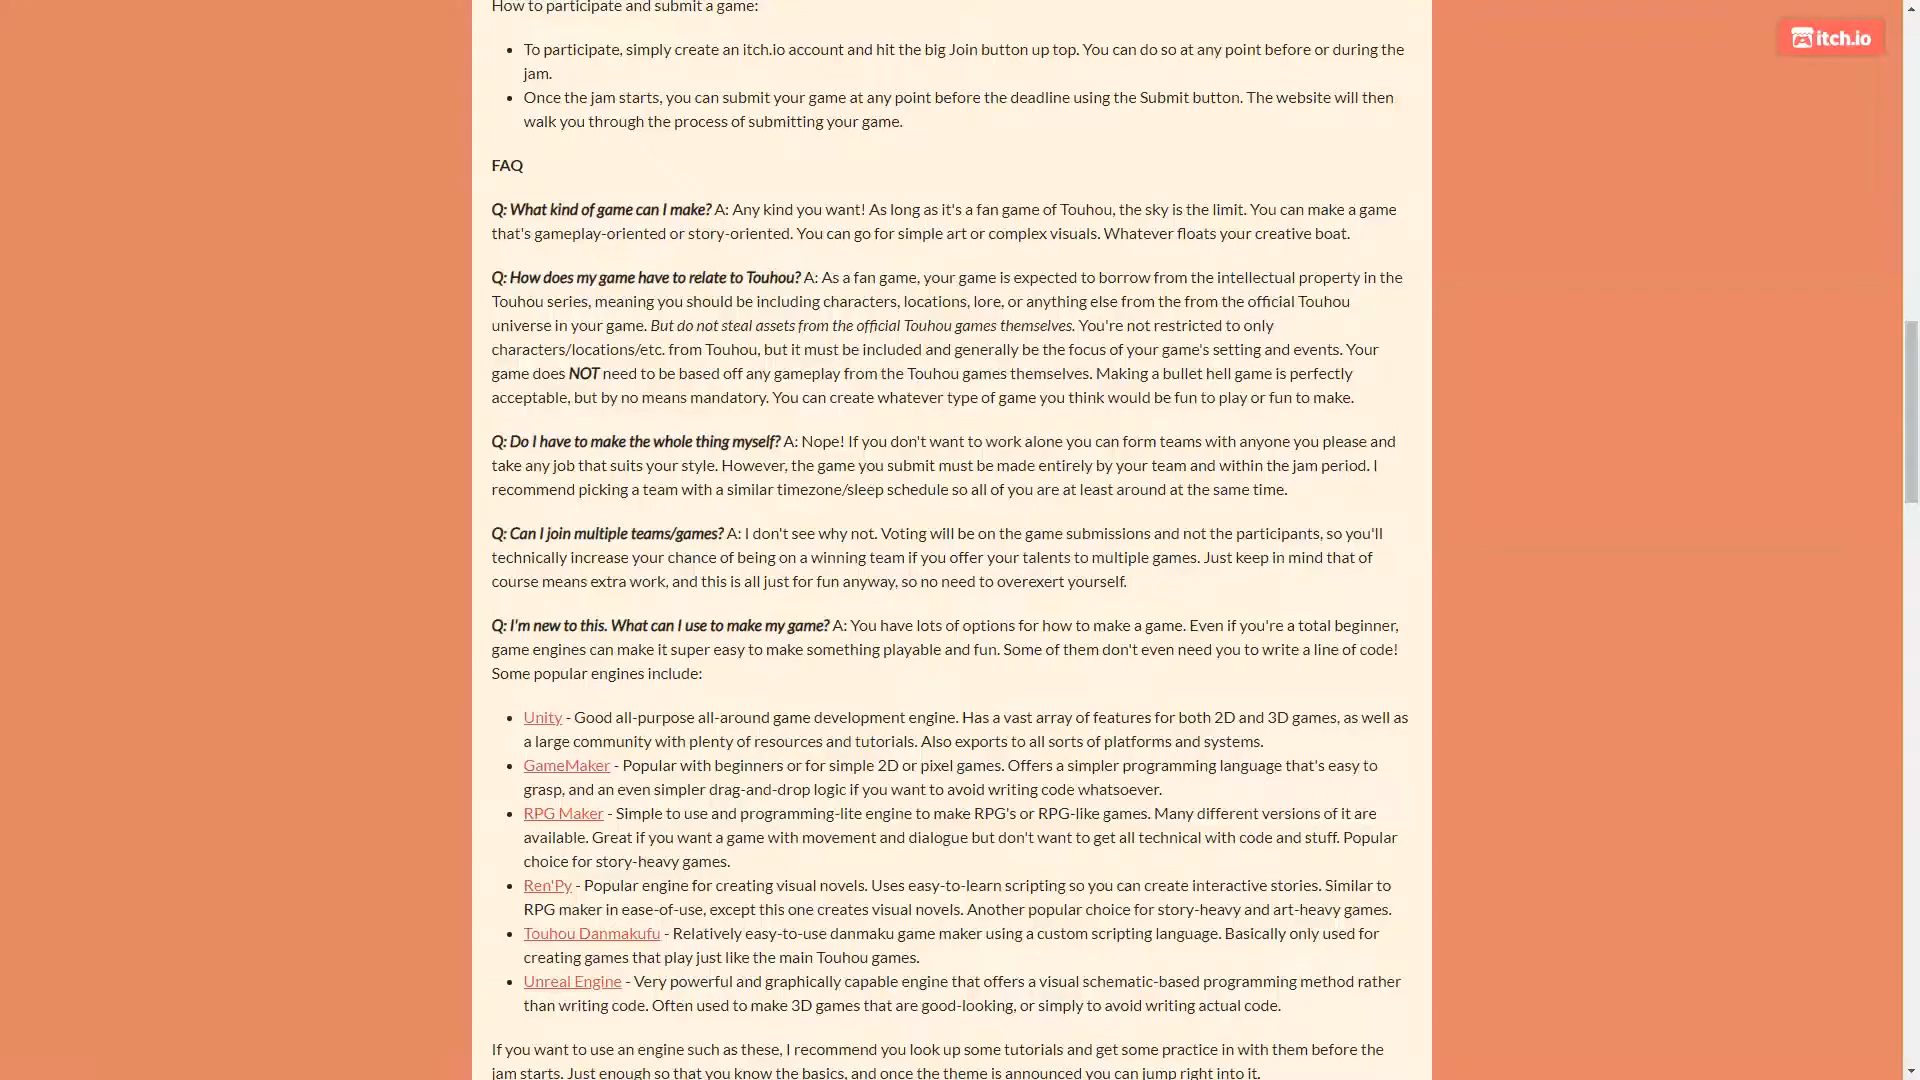 How to participate and submit a game:
itch.io
To participate, simply create an itch.io account and hit the big Join button up top. You can do so at any point before or during the
jam.
Once the jam starts, you can submit your game at any point before the deadline using the Submit button. The website will then
walk you through the process of submitting your game.
FAQ
Q: What kind of game can I make? A: Any kind you want! As long as it's a fan game of Touhou, the sky is the limit. You can make a game
that's gameplay-oriented or story-oriented. You can go for simple art or complex visuals. Whatever floats your creative boat.
Q: How does my game have to relate to Touhou? A: As a fan game, your game is expected to borrow from the intellectual property in the
Touhou series, meaning you should be including characters, locations, lore, or anything else from the from the official Touhou
universe in your game. But do not steal assets from the official Touhou games themselves. You're not restricted to only
characters/locations/etc. from Touhou, but it must be included and generally be the focus of your game's setting and events. Your
game does NOT need to be based off any gameplay from the Touhou games themselves. Making a bullet hell game is perfectly
acceptable, but by no means mandatory. You can create whatever type of game you think would be fun to play or fun to make.
Q: Do I have to make the whole thing myself? A: Nope! If you don't want to work alone you can form teams with anyone you please and
take any job that suits your style. However, the game you submit must be made entirely by your team and within the jam period. I
recommend picking a team with a similar timezone/sleep schedule so all of you are at least around at the same time.
Q: Can I join multiple teams/games? A: I don't see why not. Voting will be on the game submissions and not the participants, so you'll
technically increase your chance of being on a winning team if you offer your talents to multiple games. Just keep in mind that of
course means extra work, and this is all just for fun anyway, so no need to overexert yourself.
Q: I'm new to this. What can I use to make my game? A: You have lots of options for how to make a game. Even if you're a total beginner,
game engines can make it super easy to make something playable and fun. Some of them don't even need you to write a line of code!
Some popular engines include:
Unity - Good all-purpose all-around game development engine. Has a vast array of features for both 2D and 3D games, as well as
a large community with plenty of resources and tutorials. Also exports to all sorts of platforms and systems.
GameMaker - Popular with beginners or for simple 2D or pixel games. Offers a simpler programming language that's easy to
grasp, and an even simpler drag-and-drop logic if you want to avoid writing code whatsoever.
RPG Maker - Simple to use and programming-lite engine to make RPG's or RPG-like games. Many different versions of it are
available. Great if you want a game with movement and dialogue but don't want to get all technical with code and stuff. Popular
choice for story-heavy games.
Ren'Py - Popular engine for creating visual novels. Uses easy-to-learn scripting so you can create interactive stories. Similar to
RPG maker in ease-of-use, except this one creates visual novels. Another popular choice for story-heavy and art-heavy games.
Touhou Danmakufu - Relatively easy-to-use danmaku game maker using a custom scripting language. Basically only used for
creating games that play just like the main Touhou games.
Unreal Engine - Very powerful and graphically capable engine that offers a visual schematic-based programming method rather
than writing code. Often used to make 3D games that are good-looking, or simply to avoid writing actual code.
If you want to use an engine such as these, I recommend you look up some tutorials and get some practice in with them before the
jam starts. Just enough so that you know the basics, and once the theme is announced you can jump right into it.